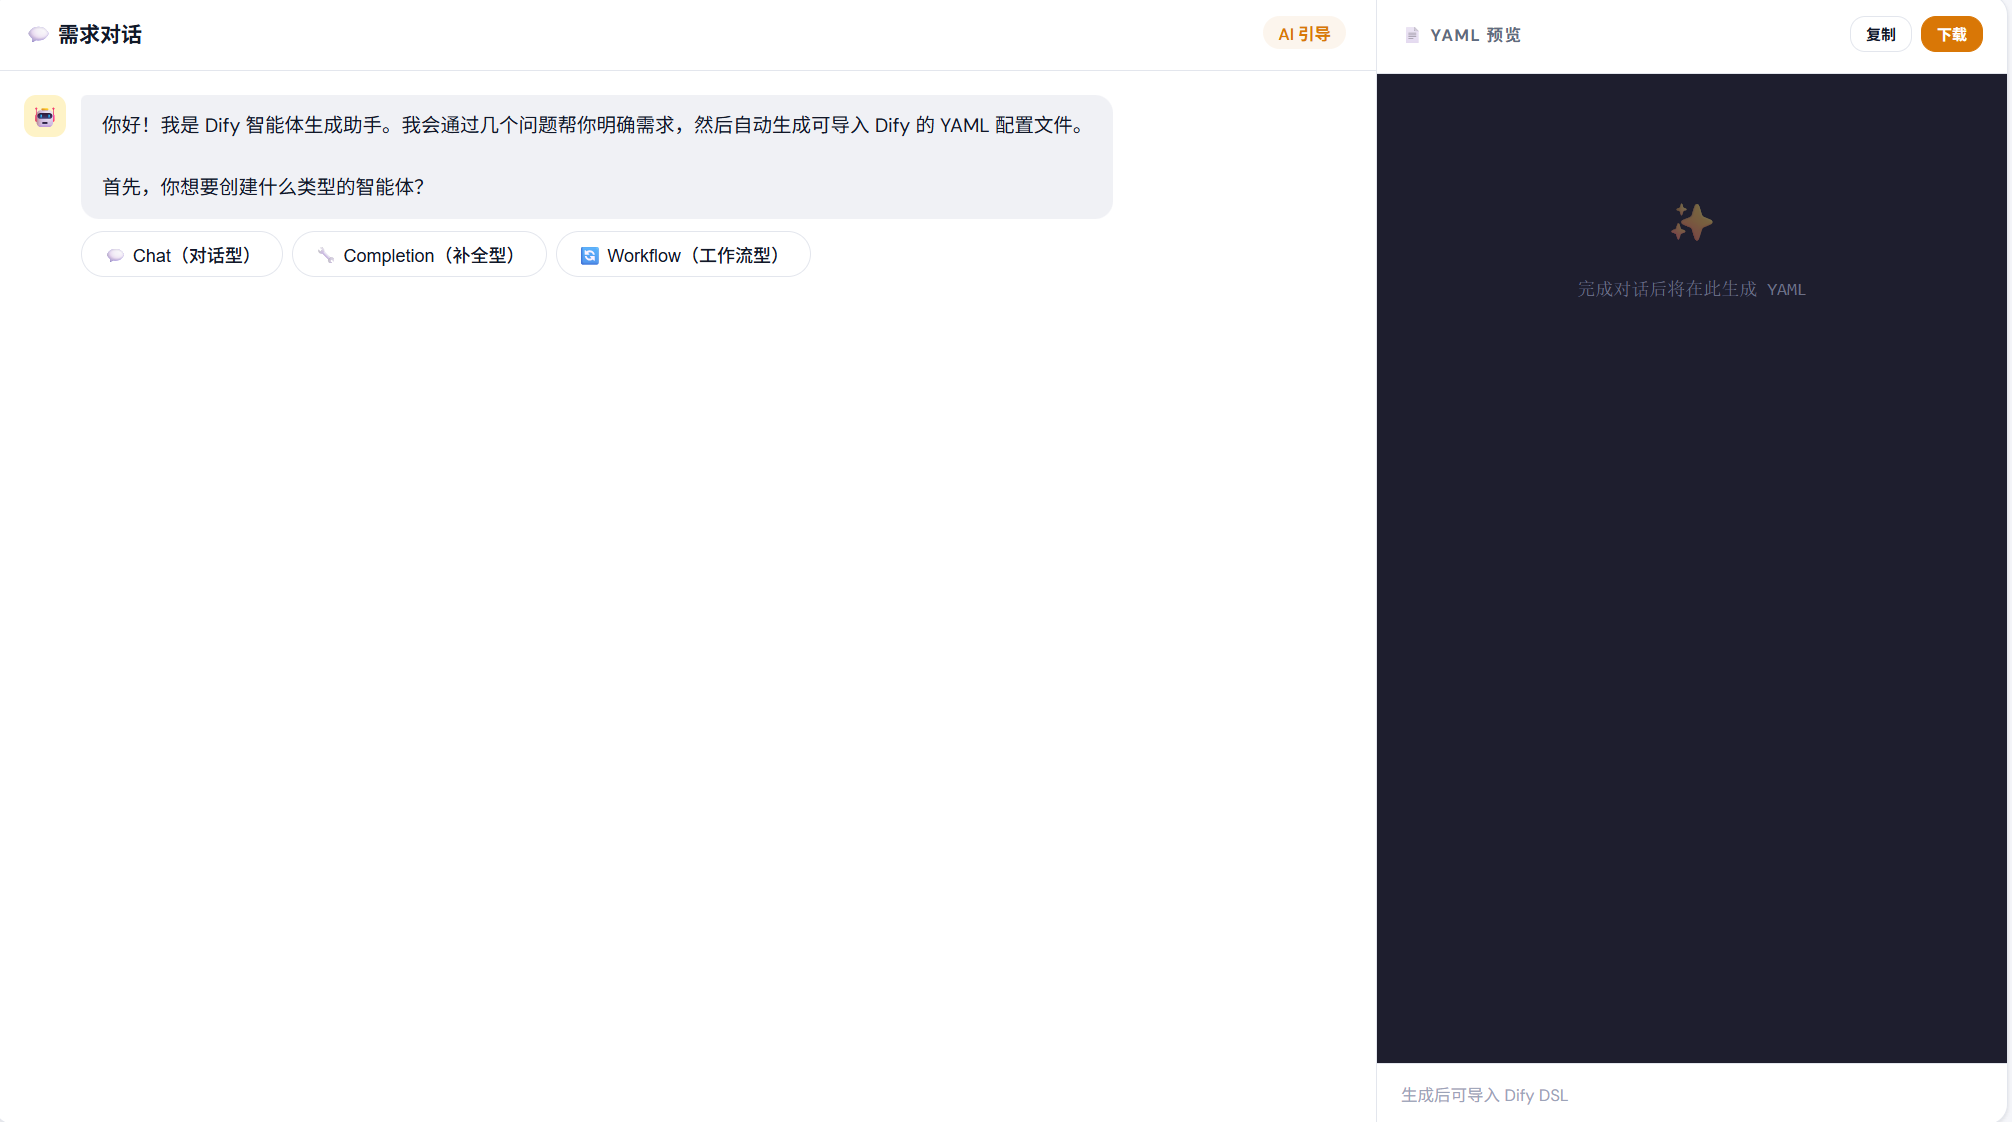 需求对话
AI 引导
你好！我是 Dify 智能体生成助手。我会通过几个问题帮你明确需求，然后自动生成可导入 Dify 的 YAML 配置文件。
首先，你想要创建什么类型的智能体？
Chat（对话型）
Completion（补全型）
Workflow（工作流型）
YAML 预览
复制
下载
完成对话后将在此生成 YAML
生成后可导入 Dify DSL